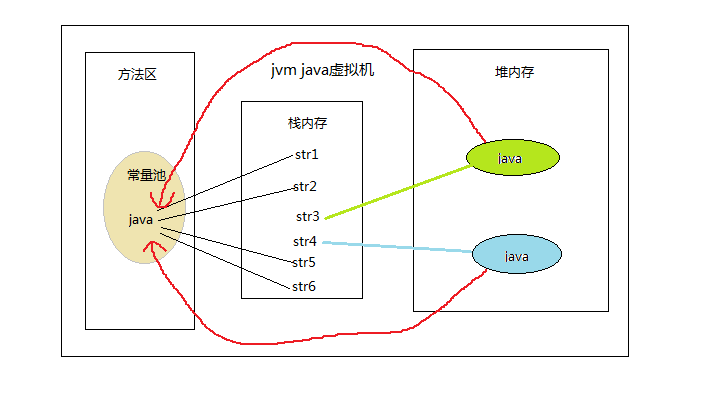 jvm java虚拟机
方法区
常量池
java
栈内存
str1
str2
str3
str4
str5
str6
堆内存
java
java